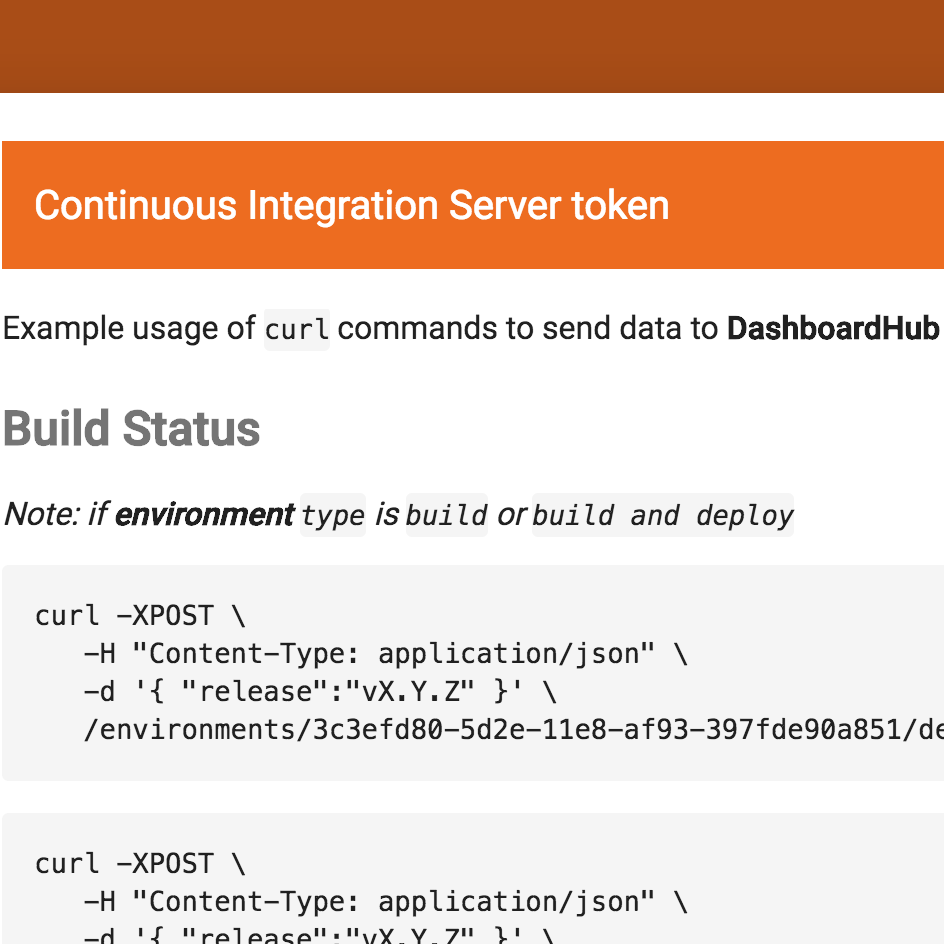 Continuous Integration Server token
Example usage of curl commands to send data to DashboardHub
Build Status
Note: if environment type is build or build and deploy
curl -XPOST \
-H "Content-Type: application/json" \
-d '{ "release":"vX.Y.Z" }' \
/environments/3c3efd80-5d2e-11e8-af93-397fde90a851/de
curl -XPOST \
-H "Content-Type: application/json" \
-d '{ "release":"vX.Y.Z" }' \